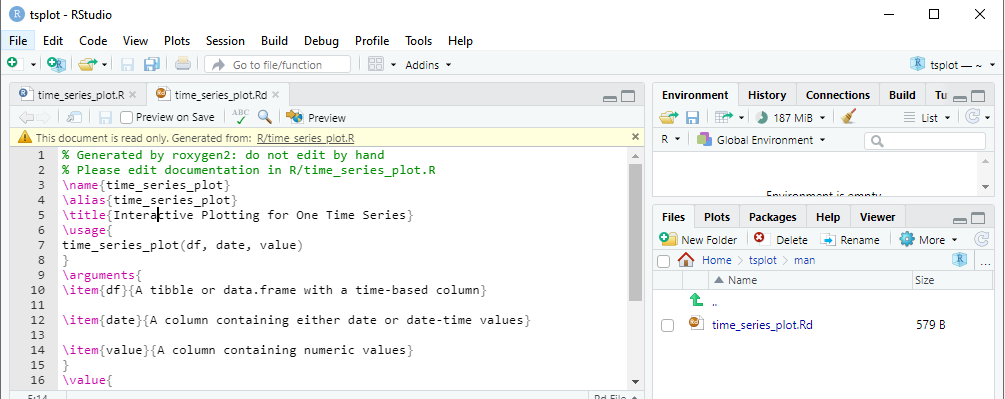 tsplot - RStudio
File Edit Code View Plots Session Build Debug Profile Tools Help
Go to file/function Addins tsplot — ~
time_series_plot.R time_series_plot.Rd
Preview on Save ABC Preview
This document is read only. Generated from: R/time_series_plot.R
1 % Generated by roxygen2: do not edit by hand
2 % Please edit documentation in R/time_series_plot.R
3 \name{time_series_plot}
4 \alias{time_series_plot}
5 \title{Interactive Plotting for One Time Series}
6 \usage{
7 time_series_plot(df, date, value)
8 }
9 \arguments{
10 \item{df}{A tibble or data.frame with a time-based column}
11
12 \item{date}{A column containing either date or date-time values}
13
14 \item{value}{A column containing numeric values}
15 }
16 \value{
5:14 Rd File
Environment History Connections Build Tu
187 MiB List
R Global Environment
Environment is empty
Files Plots Packages Help Viewer
New Folder Delete Rename More
Home tsplot man R ...
Name Size
..
time_series_plot.Rd 579 B